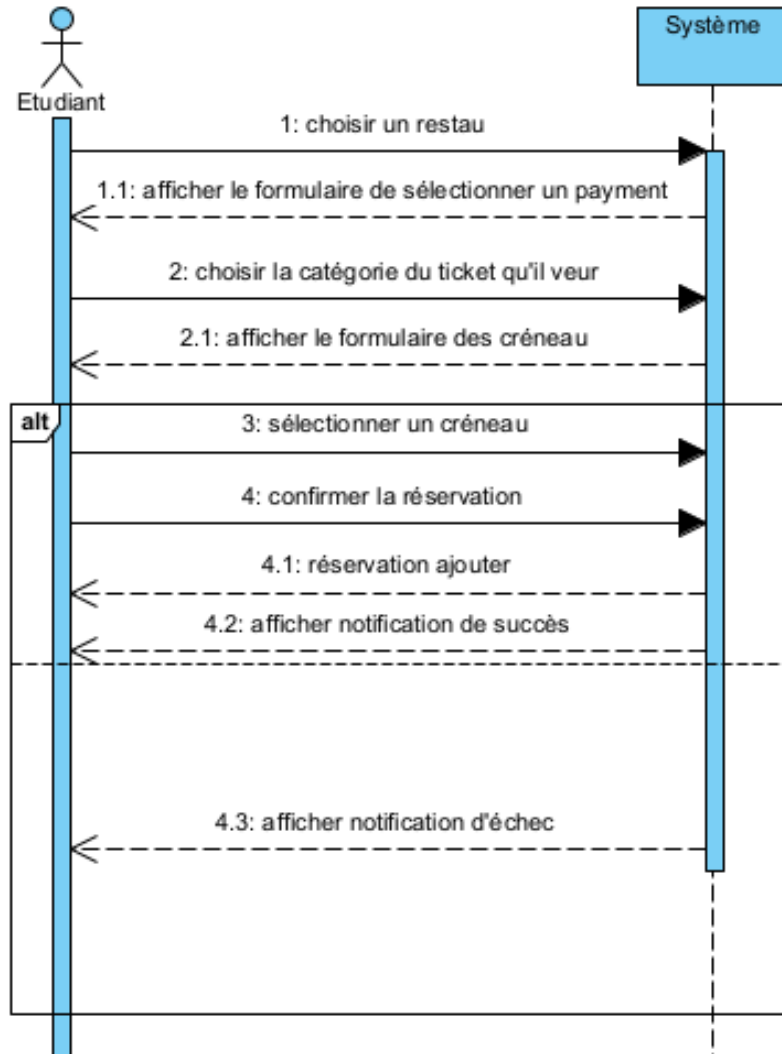 Système
Etudiant
1: choisir un restau
1.1: afficher le formulaire de sélectionner un payment
2: choisir la catégorie du ticket qu'il veur
2.1: afficher le formulaire des créneau
alt
3: sélectionner un créneau
4: confirmer la réservation
4.1: réservation ajouter
4.2: afficher notification de succès
4.3: afficher notification d'échec